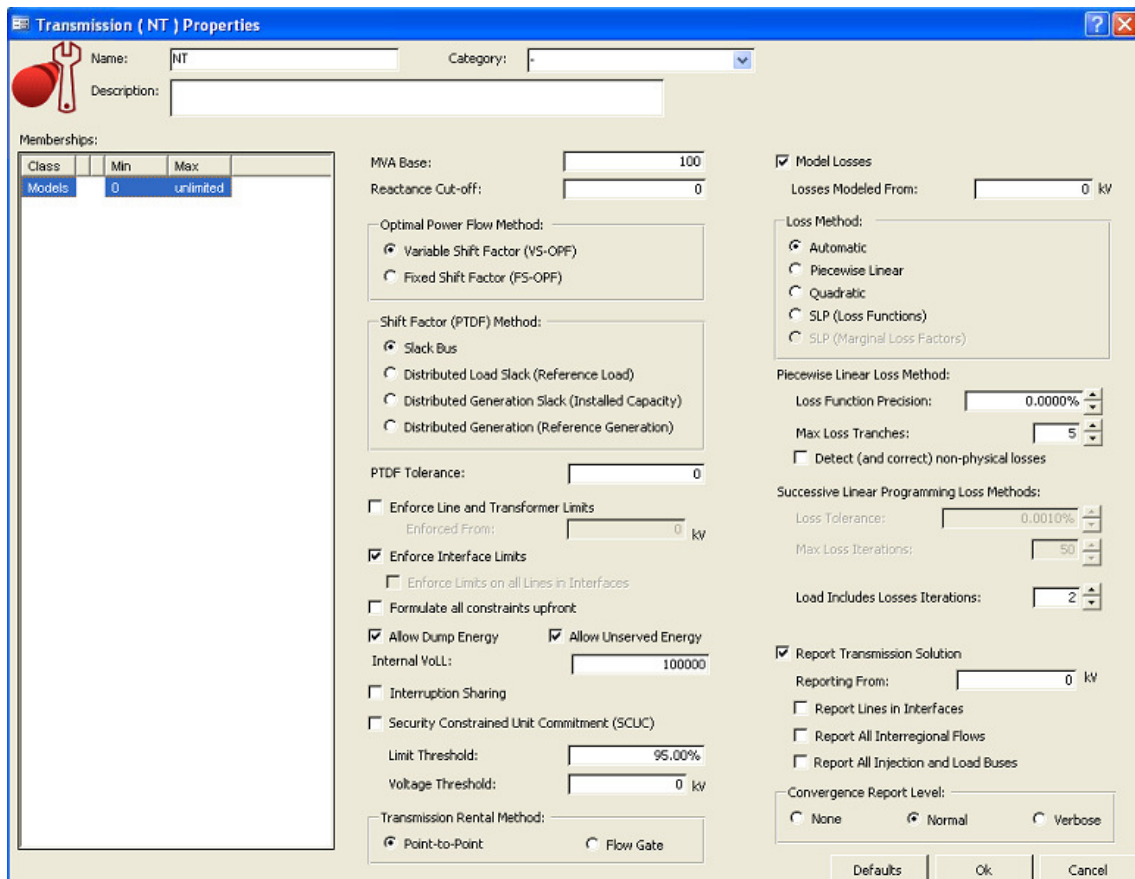 Transmission ( NT ) Properties
Name: NT Category: -
Description:
Memberships:
Class Min Max
Models 0 unlimited
MVA Base: 100
Reactance Cut-off: 0
Optimal Power Flow Method:
Variable Shift Factor (VS-OPF)
Fixed Shift Factor (FS-OPF)
Shift Factor (PTDF) Method:
Slack Bus
Distributed Load Slack (Reference Load)
Distributed Generation Slack (Installed Capacity)
Distributed Generation (Reference Generation)
PTDF Tolerance: 0
Enforce Line and Transformer Limits
Enforced From: 0 kV
Enforce Interface Limits
Enforce Limits on all Lines in Interfaces
Formulate all constraints upfront
Allow Dump Energy Allow Unserved Energy
Internal VoLL: 100000
Interruption Sharing
Security Constrained Unit Commitment (SCUC)
Limit Threshold: 95.00%
Voltage Threshold: 0 kV
Transmission Rental Method:
Point-to-Point Flow Gate
Model Losses
Losses Modeled From: 0 kV
Loss Method:
Automatic
Piecewise Linear
Quadratic
SLP (Loss Functions)
SLP (Marginal Loss Factors)
Piecewise Linear Loss Method:
Loss Function Precision: 0.0000%
Max Loss Tranches: 5
Detect (and correct) non-physical losses
Successive Linear Programming Loss Methods:
Loss Tolerance: 0.0010%
Max Loss Iterations: 50
Load Includes Losses Iterations: 2
Report Transmission Solution
Reporting From: 0 kV
Report Lines in Interfaces
Report All Interregional Flows
Report All Injection and Load Buses
Convergence Report Level:
None Normal Verbose
Defaults Ok Cancel